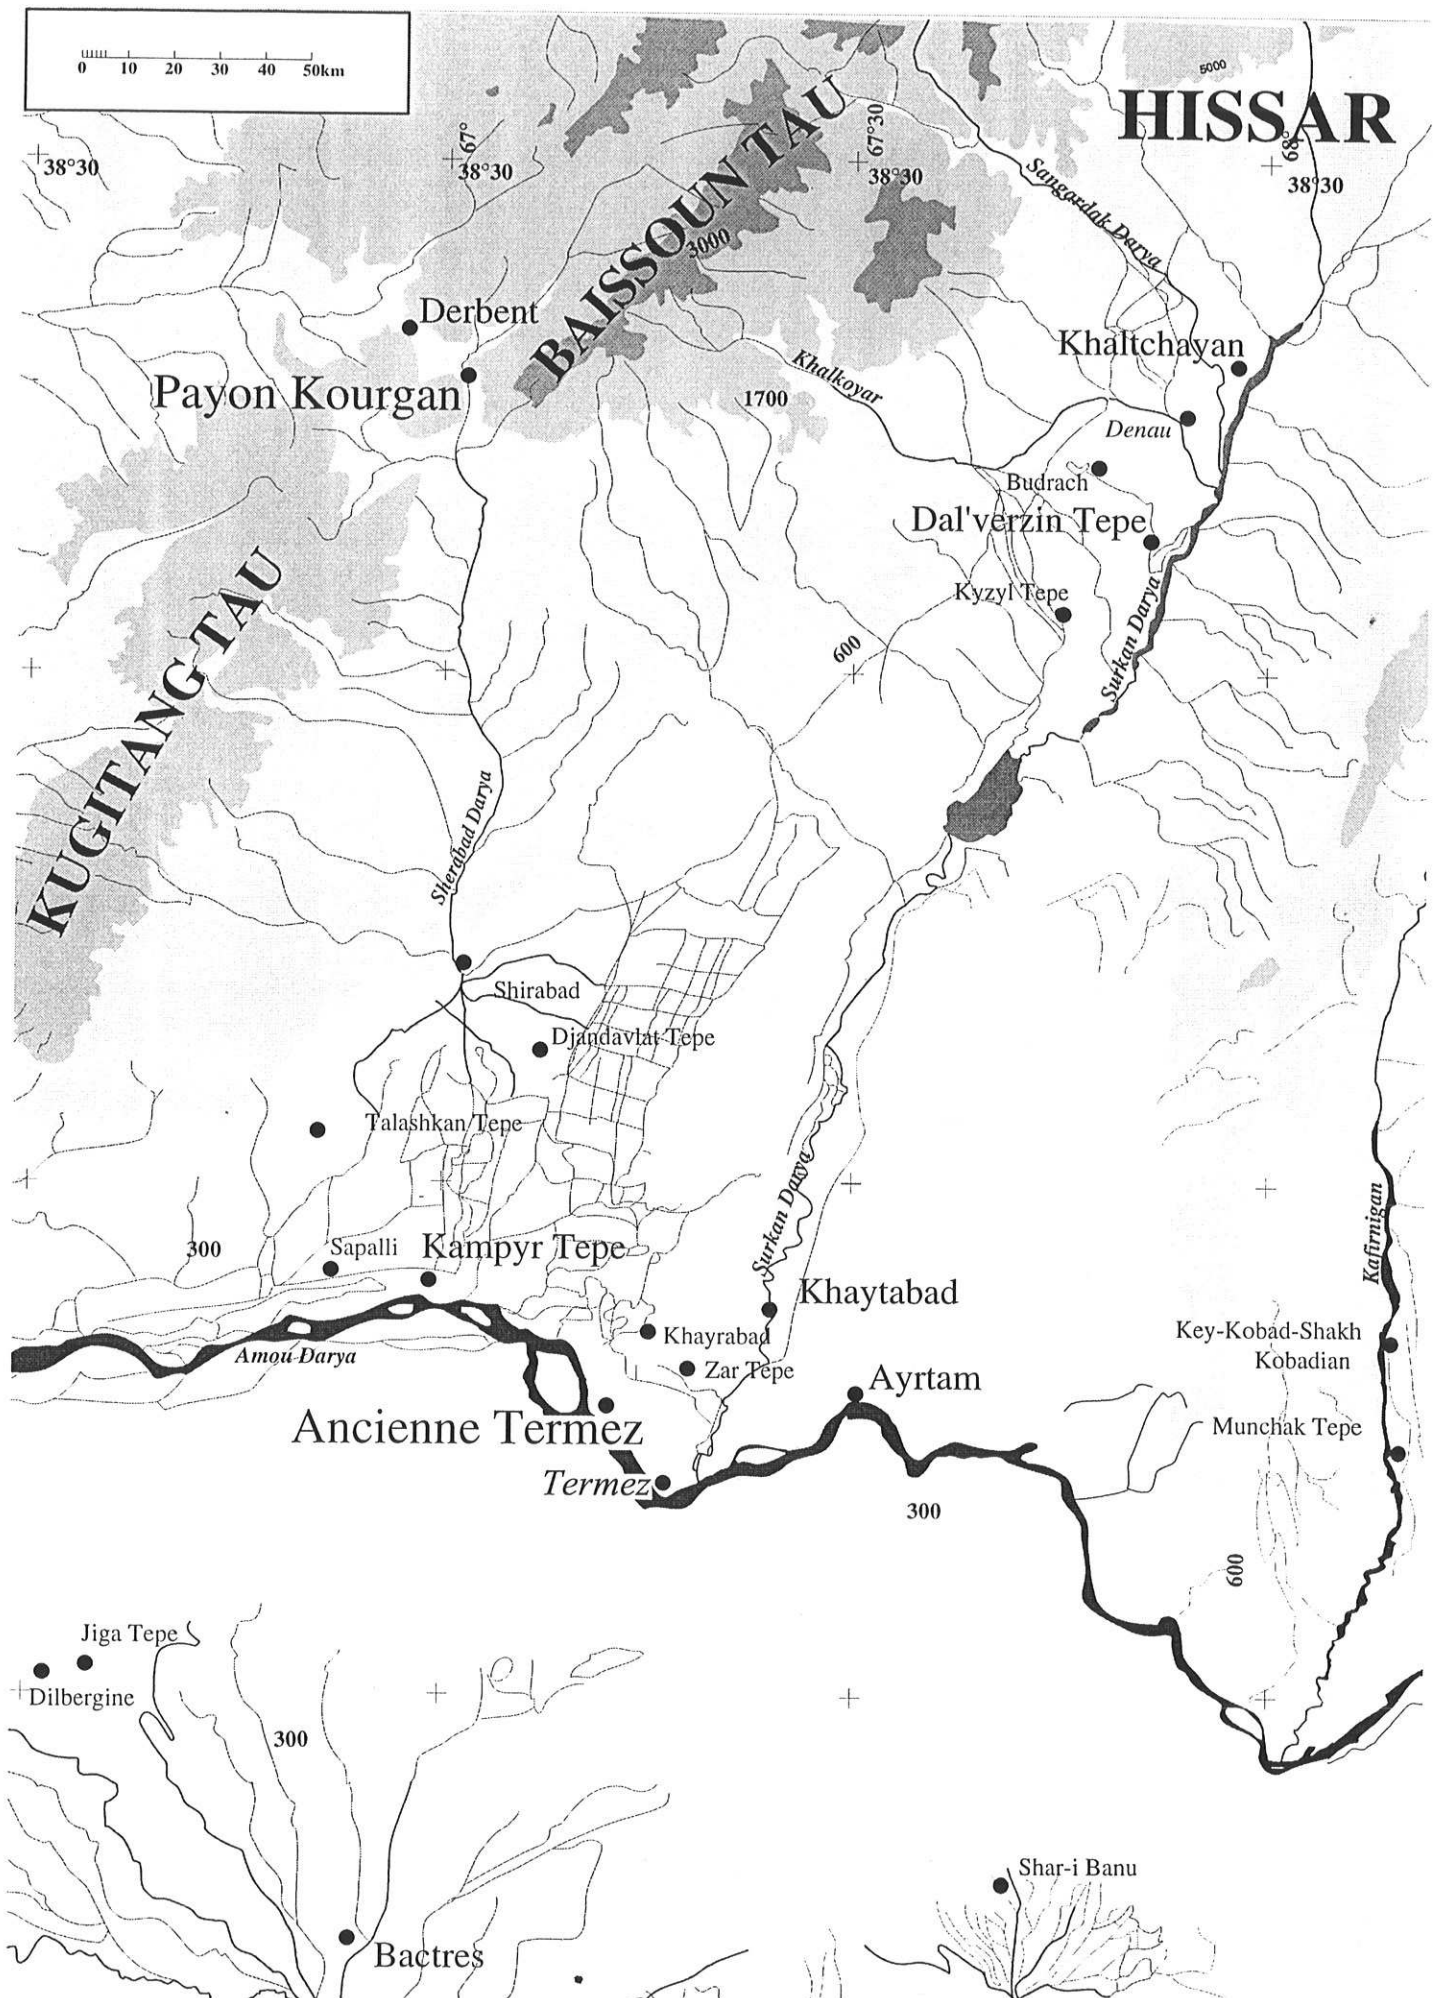 0 10 20 30 40 50km
5000
HISSAR
38°30
67°
38°30
67°30
38°30
68°
38°30
BAISSOUN TAU
3000
Sangardak Darya
Derbent
Khaltchayan
Payon Kourgan
Khalkoyar
1700
Denau
Budrach
Dal'verzin Tepe
Kyzyl Tepe
Surkan Darya
600
KUGITANG TAU
Sherabad Darya
Shirabad
Djandavlat Tepe
Talashkan Tepe
Surkan Darya
Kafirnigan
300
Sapalli
Kampyr Tepe
Khaytabad
Khayrabad
Key-Kobad-Shakh
Kobadian
Amou Darya
Zar Tepe
Ayrtam
Ancienne Termez
Munchak Tepe
Termez
300
600
Jiga Tepe
Dilbergine
300
Shar-i Banu
Bactres